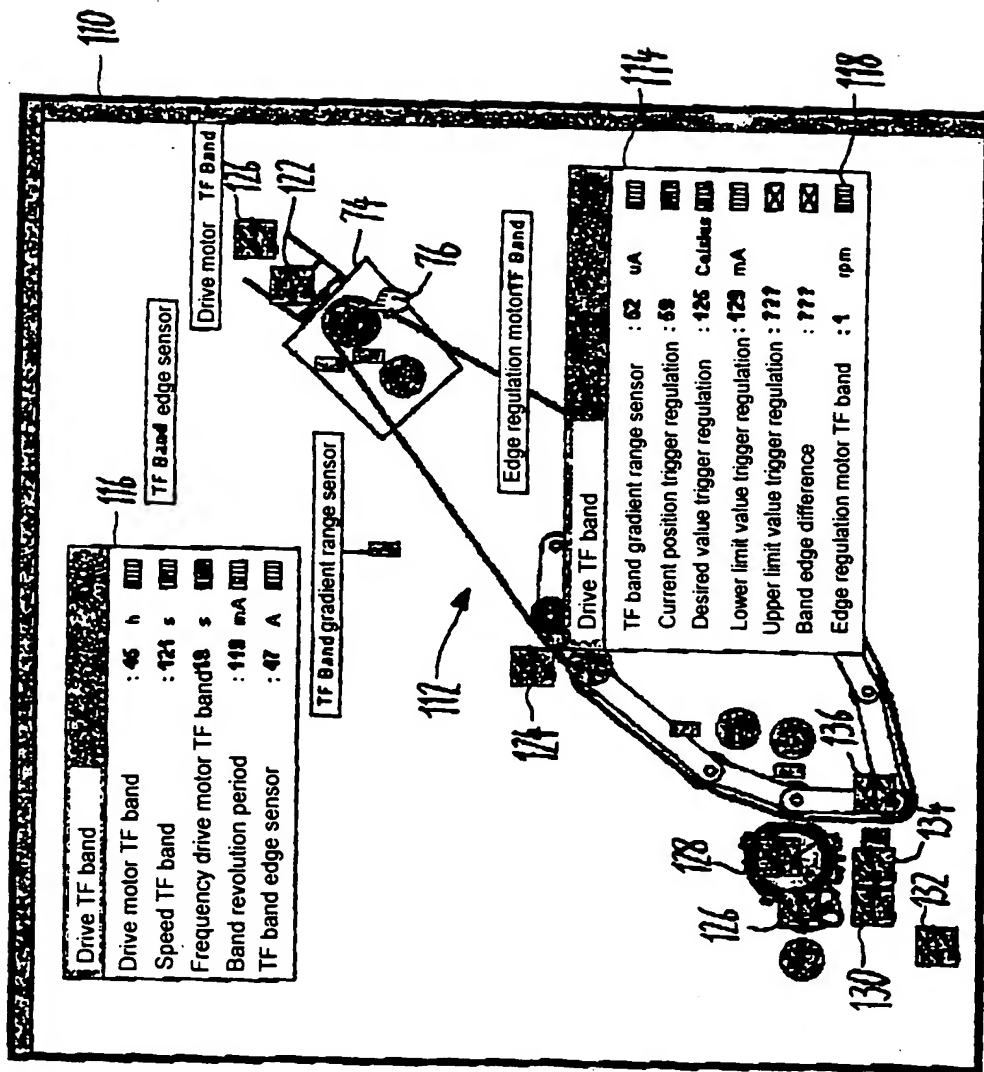 110
Drive TF band
116
Drive motor TF band : 46 h
Speed TF band : 121 s
Frequency drive motor TF band 18 s
Band revolution period : 118 mA
TF band edge sensor : 47 A
TF Band edge sensor
Drive motor TF Band
126
122
74
76
TF Band gradient range sensor
112
Edge regulation motor TF Band
124
Drive TF band
114
TF band gradient range sensor : 62 uA
Current position trigger regulation : 69
Desired value trigger regulation : 126 Celsius
Lower limit value trigger regulation : 129 mA
Upper limit value trigger regulation : ???
Band edge difference : ???
Edge regulation motor TF band : 1 rpm
118
128
126
136
130
132
134